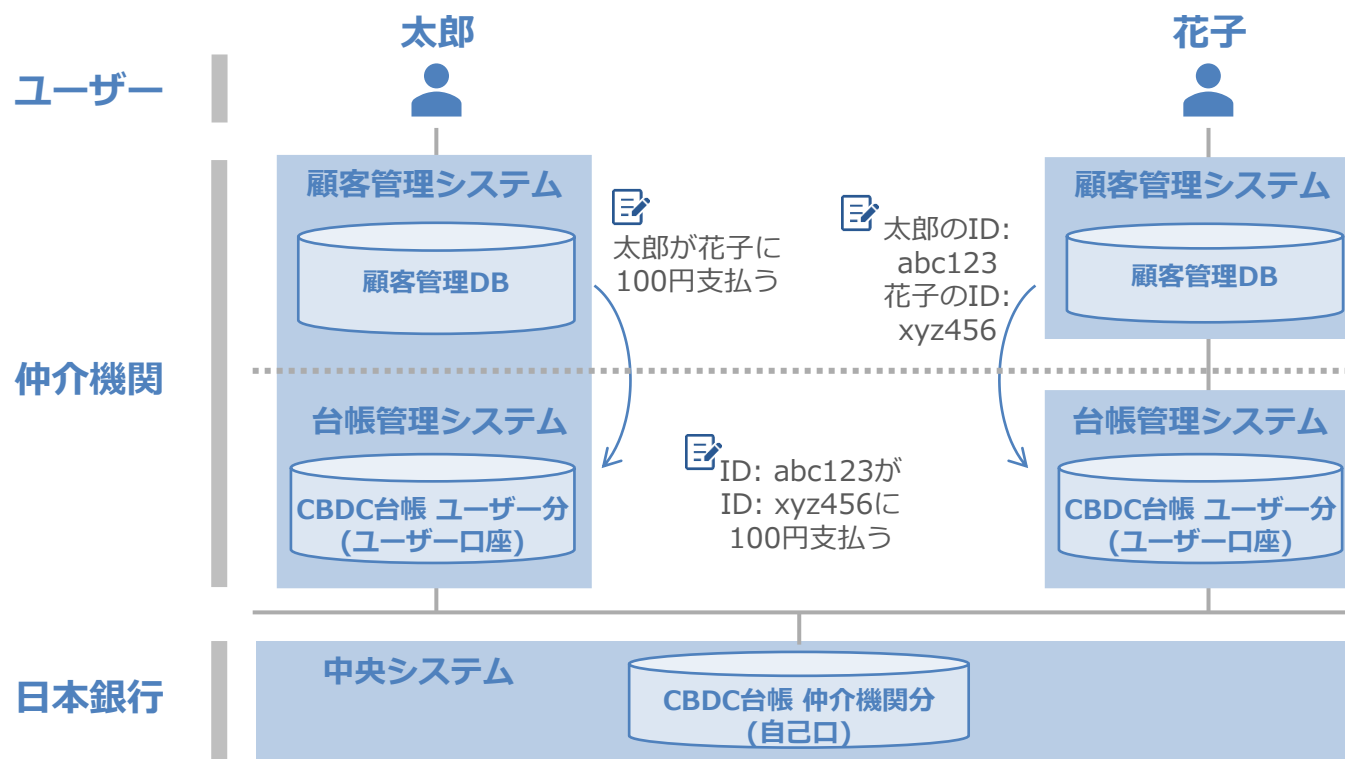 太郎
花子
ユーザー
仲介機関
顧客管理システム
顧客管理DB
太郎が花子に
100円支払う
太郎のID:
abc123
花子のID:
xyz456
顧客管理システム
顧客管理DB
台帳管理システム
CBDC台帳 ユーザー分
(ユーザー口座)
ID: abc123が
ID: xyz456に
100円支払う
台帳管理システム
CBDC台帳 ユーザー分
(ユーザー口座)
日本銀行
中央システム
CBDC台帳 仲介機関分
(自己口)